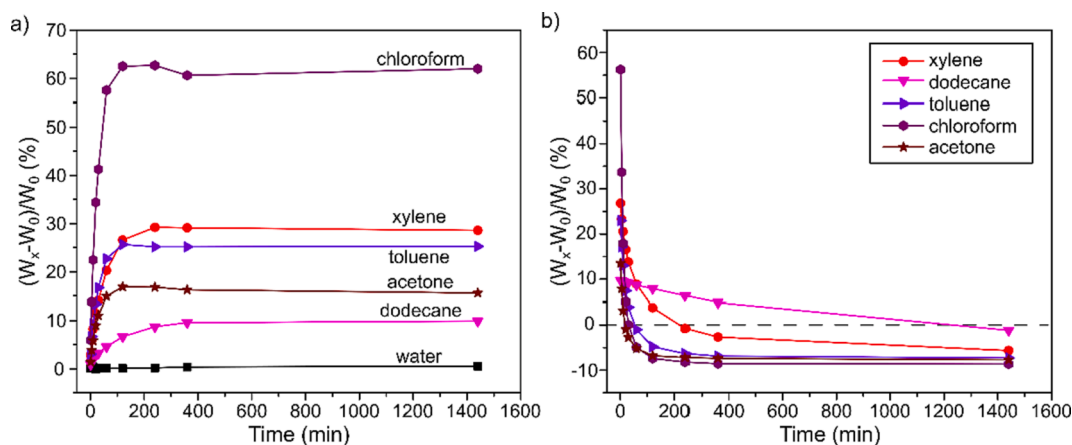 a)
(Wx-W0)/W0 (%)
70
60
50
40
30
20
10
0
chloroform
xylene
toluene
acetone
dodecane
water
0 200 400 600 800 1000 1200 1400 1600
Time (min)
b)
(Wx-W0)/W0 (%)
60
50
40
30
20
10
0
-10
xylene
dodecane
toluene
chloroform
acetone
0 200 400 600 800 1000 1200 1400 1600
Time (min)